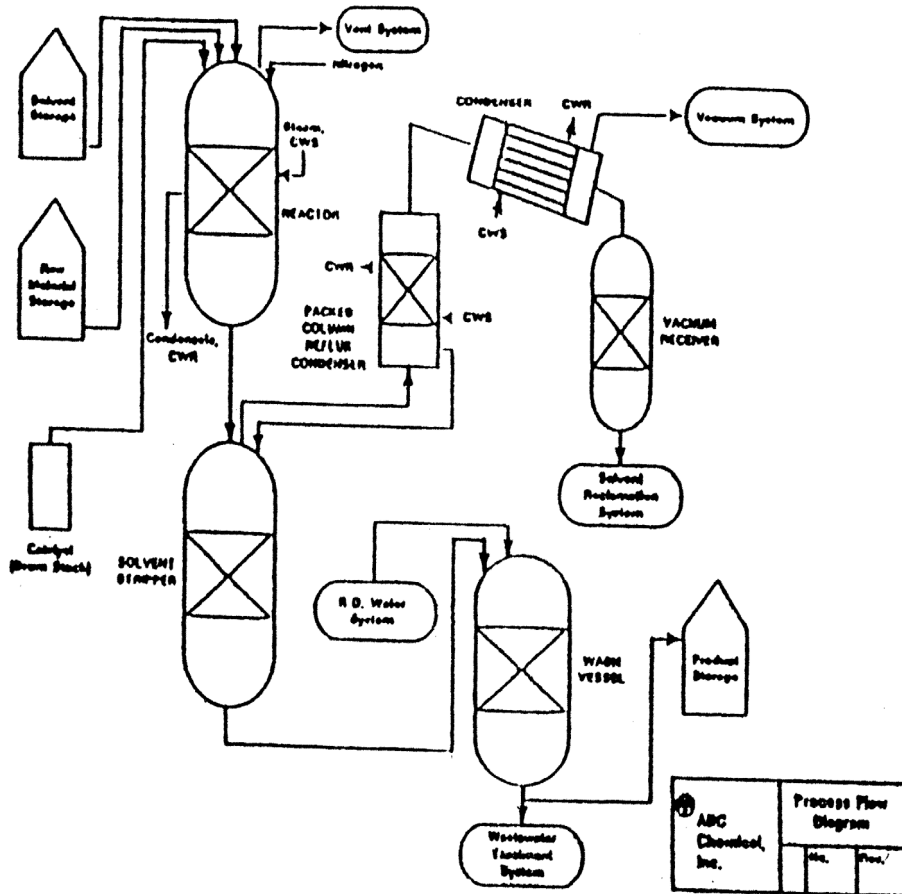 Vent System
Nitrogen
Solvent
Storage
Steam,
CWS
REACTOR
CONDENSER
CWR
Vacuum System
CWS
Raw
Material
Storage
Condensate,
CWR
CWR
CWS
PACKED
COLUMN
REFLUX
CONDENSER
VACUUM
RECEIVER
Solvent
Reclamation
System
Catalyst
(Drum Stock)
SOLVENT
STRIPPER
R.O. Water
System
WASH
VESSEL
Product
Storage
Wastewater
Treatment
System
ABC
Chemical,
Inc.
Process Flow
Diagram
No.
Rev.